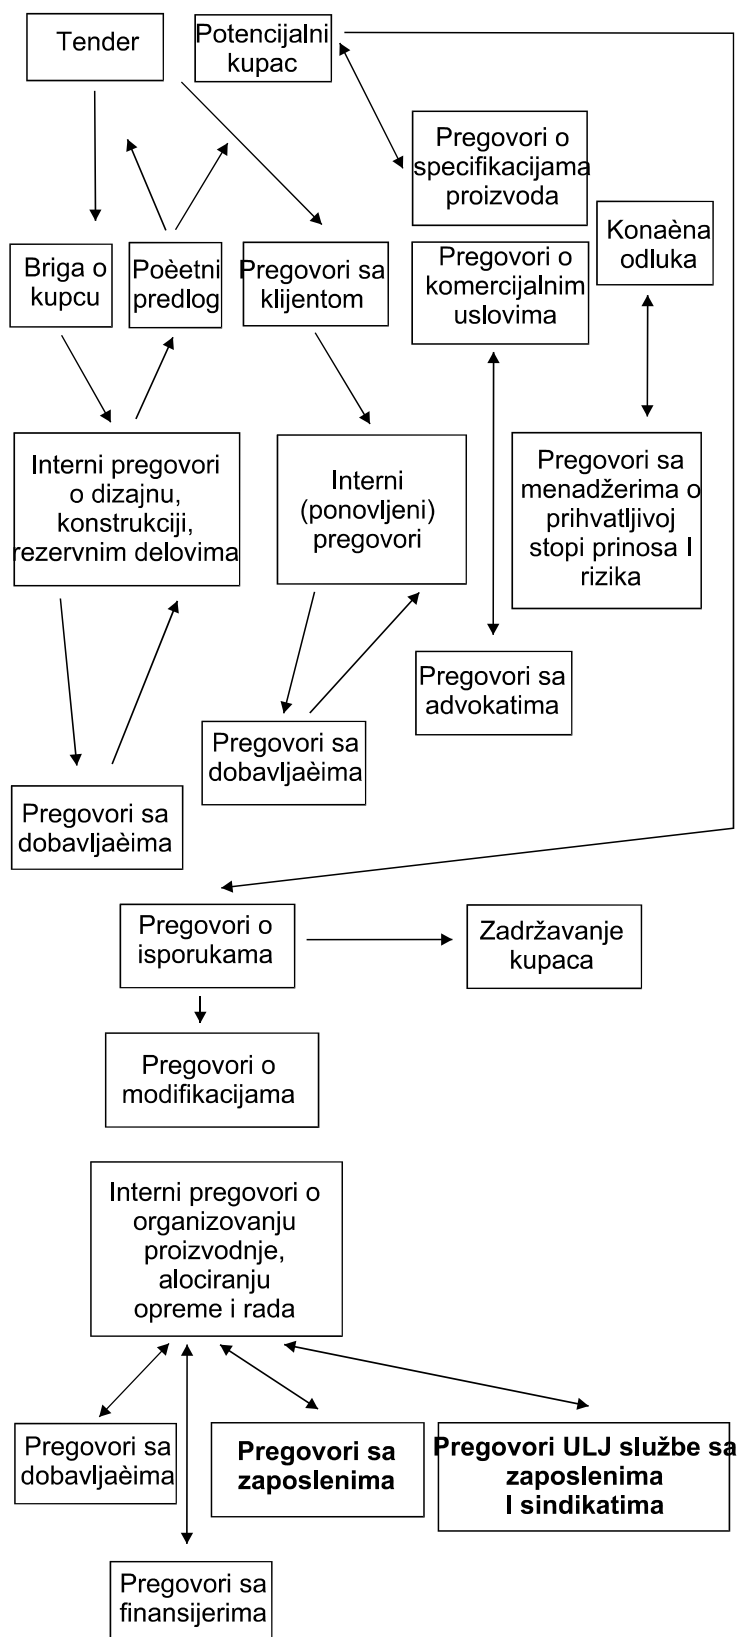 Tender
Potencijalni
kupac
Pregovori o
specifikacijama
proizvoda
Konaèna
odluka
Briga o
kupcu
Poèetni
predlog
Pregovori sa
klijentom
Pregovori o
komercijalnim
uslovima
Interni pregovori
o dizajnu,
konstrukciji,
rezervnim delovima
Interni
(ponovljeni)
pregovori
Pregovori sa
menadžerima o
prihvatljivoj
stopi prinosa I
rizika
Pregovori sa
advokatima
Pregovori sa
dobavljaèima
Pregovori sa
dobavljaèima
Pregovori o
isporukama
Zadržavanje
kupaca
Pregovori o
modifikacijama
Interni pregovori o
organizovanju
proizvodnje,
alociranju
opreme i rada
Pregovori sa
dobavljaèima
Pregovori sa
zaposlenima
Pregovori ULJ službe sa
zaposlenima
I sindikatima
Pregovori sa
finansijerima